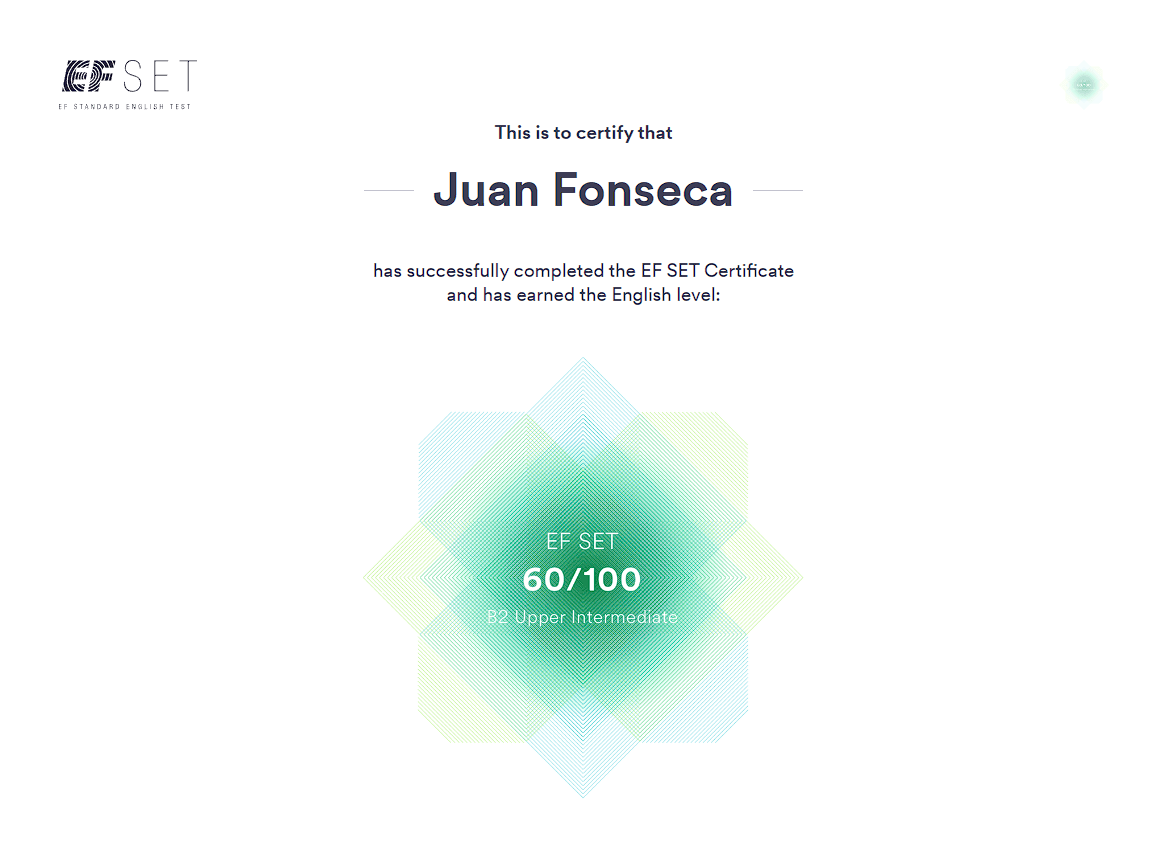 EF SET
EF STANDARD ENGLISH TEST
This is to certify that
Juan Fonseca
has successfully completed the EF SET Certificate
and has earned the English level:
EF SET
60/100
B2 Upper Intermediate